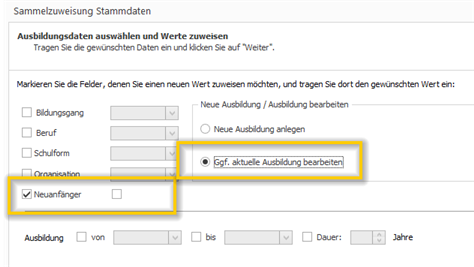 Sammelzuweisung Stammdaten
Ausbildungsdaten auswählen und Werte zuweisen
Tragen Sie die gewünschten Daten ein und klicken Sie auf "Weiter".
Markieren Sie die Felder, denen Sie einen neuen Wert zuweisen möchten, und tragen Sie dort den gewünschten Wert ein:
Neue Ausbildung / Ausbildung bearbeiten
Bildungsgang
Neue Ausbildung anlegen
Beruf
Schulform
Ggf. aktuelle Ausbildung bearbeiten
Organisation
Neuanfänger
Ausbildung von bis Dauer: Jahre